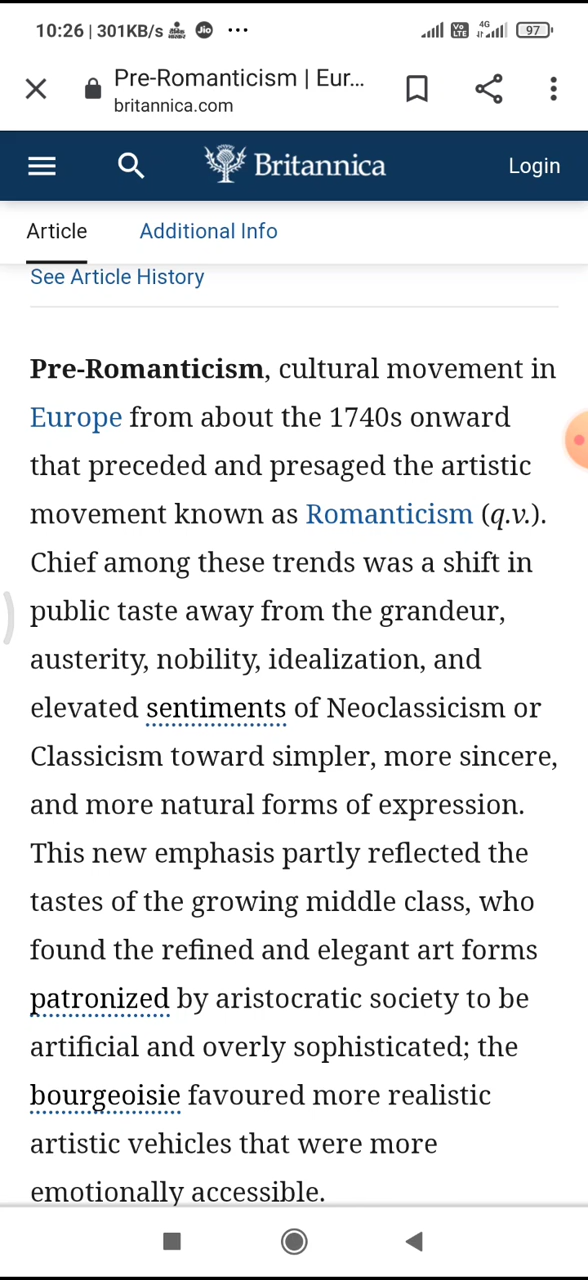 10:26 | 301KB/s Jio ...
Vo LTE 4G 97
Pre-Romanticism | Eur...
britannica.com
Britannica
Login
Article Additional Info
See Article History
Pre-Romanticism, cultural movement in
Europe from about the 1740s onward
that preceded and presaged the artistic
movement known as Romanticism (q.v.).
Chief among these trends was a shift in
public taste away from the grandeur,
austerity, nobility, idealization, and
elevated sentiments of Neoclassicism or
Classicism toward simpler, more sincere,
and more natural forms of expression.
This new emphasis partly reflected the
tastes of the growing middle class, who
found the refined and elegant art forms
patronized by aristocratic society to be
artificial and overly sophisticated; the
bourgeoisie favoured more realistic
artistic vehicles that were more
emotionally accessible.